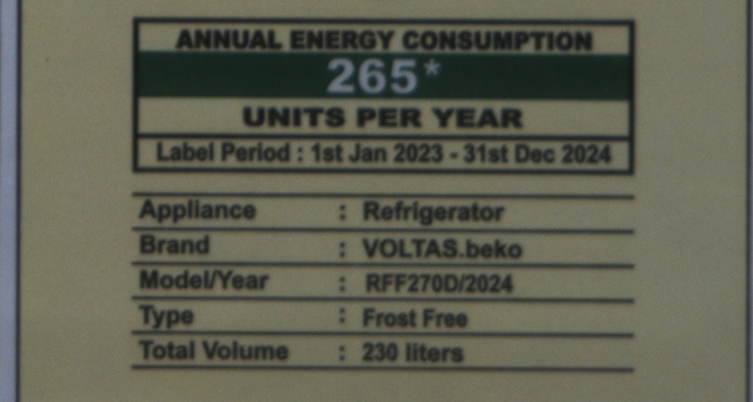 ANNUAL ENERGY CONSUMPTION
265*
UNITS PER YEAR
Label Period : 1st Jan 2023 - 31st Dec 2024
Appliance : Refrigerator
Brand : VOLTAS.beko
Model/Year : RFF270D/2024
Type : Frost Free
Total Volume : 230 liters